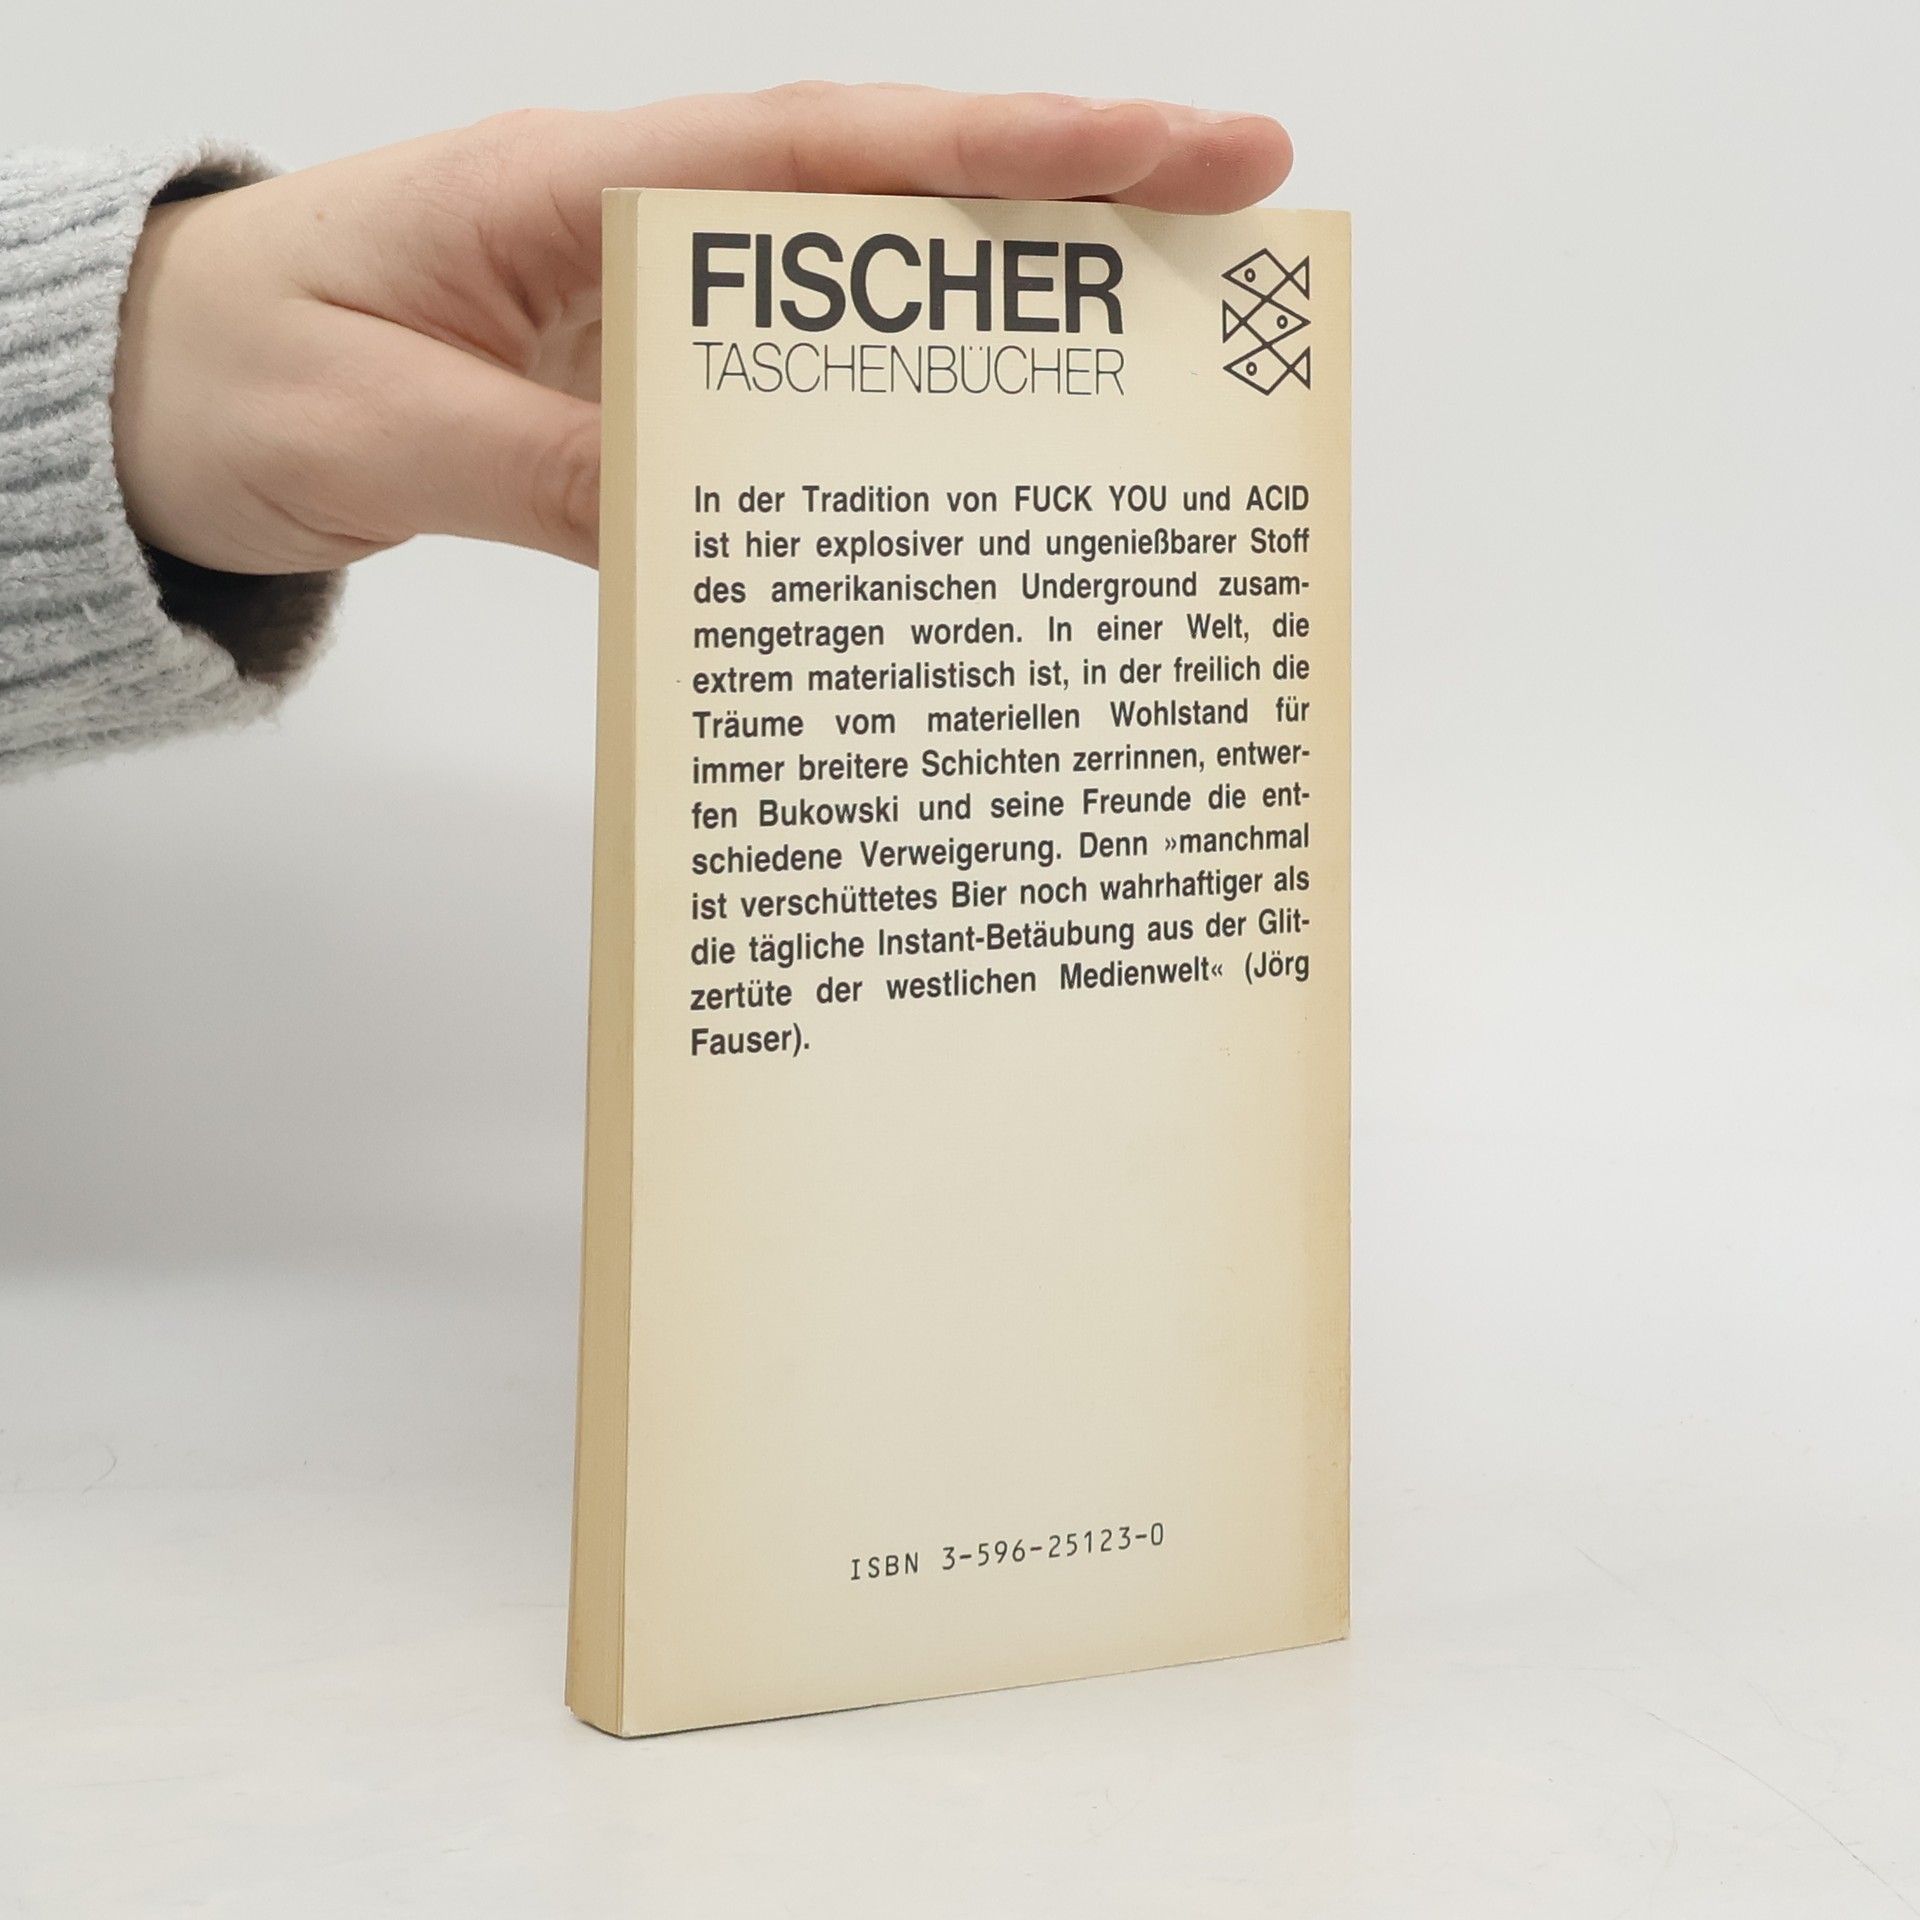 FISCHER
TASCHENBÜCHER
In der Tradition von FUCK YOU und ACID
ist hier explosiver und ungenießbarer Stoff
des amerikanischen Underground zusam-
mengetragen worden. In einer Welt, die
extrem materialistisch ist, in der freilich die
Träume vom materiellen Wohlstand für
immer breitere Schichten zerrinnen, entwer-
fen Bukowski und seine Freunde die ent-
schiedene Verweigerung. Denn »manchmal
ist verschüttetes Bier noch wahrhaftiger als
die tägliche Instant-Betäubung aus der Glit-
zertüte der westlichen Medienwelt« (Jörg
Fauser).
ISBN 3-596-25123-0